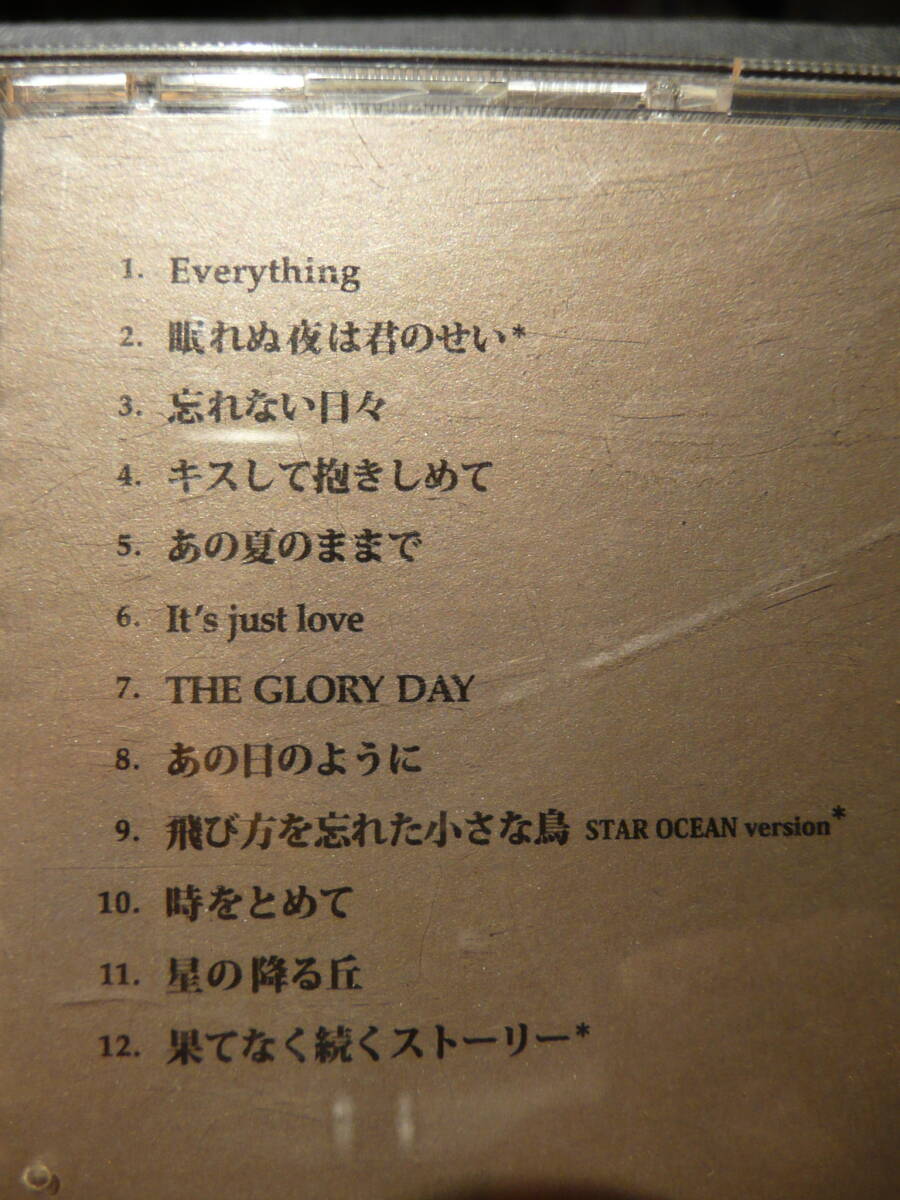 1. Everything
2. 眠れぬ夜は君のせい*
3. 忘れない日々
4. キスして抱きしめて
5. あの夏のままで
6. It's just love
7. THE GLORY DAY
8. あの日のように
9. 飛び方を忘れた小さな鳥 STAR OCEAN version*
10. 時をとめて
11. 星の降る丘
12. 果てなく続くストーリー*